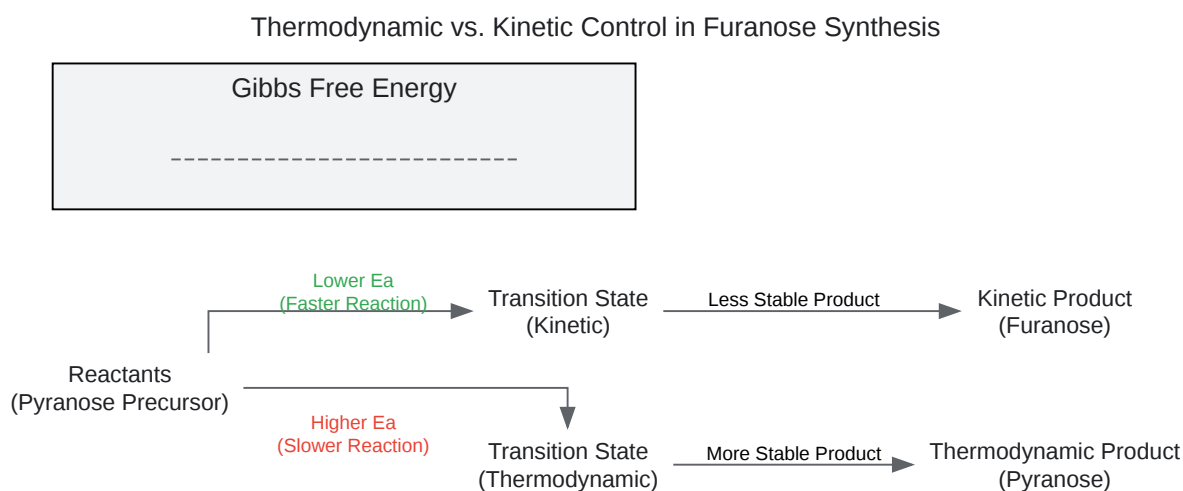 Thermodynamic vs. Kinetic Control in Furanose Synthesis
Gibbs Free Energy
Lower Ea
(Faster Reaction)
Transition State
(Kinetic)
Less Stable Product
Kinetic Product
(Furanose)
Reactants
(Pyranose Precursor)
Higher Ea
(Slower Reaction)
Transition State
(Thermodynamic)
More Stable Product
Thermodynamic Product
(Pyranose)